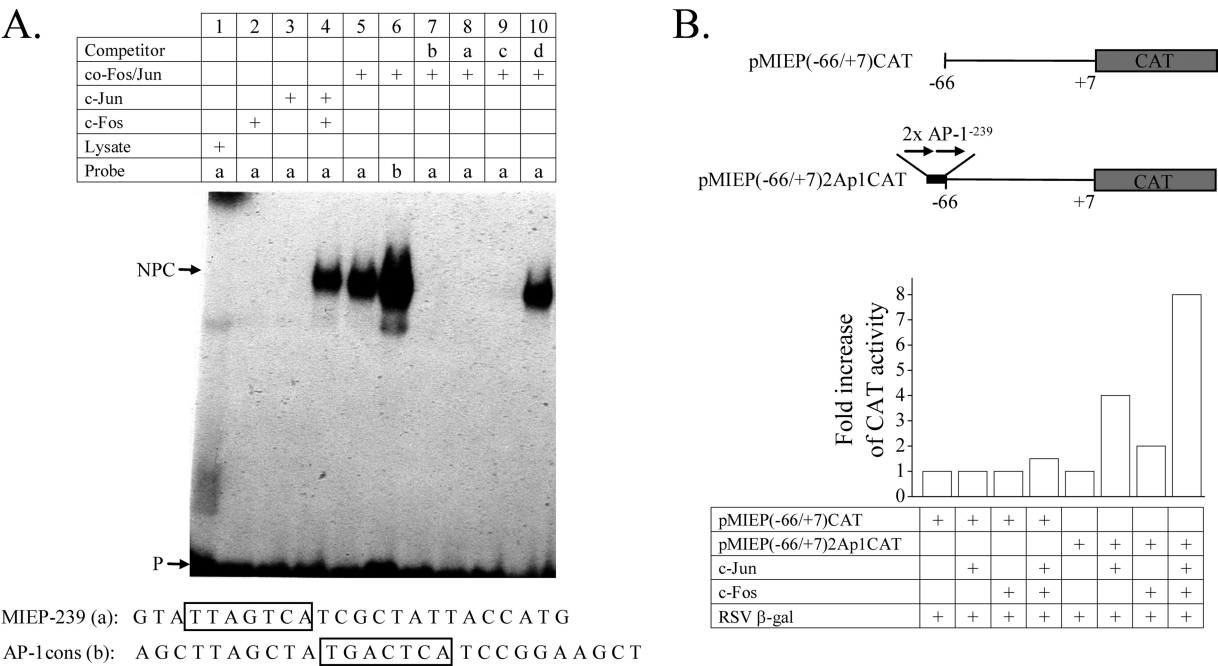 A.
1 2 3 4 5 6 7 8 9 10
Competitor b a c d
co-Fos/Jun + + + + + +
c-Jun + +
c-Fos + +
Lysate +
Probe a a a a a b a a a a
NPC
P
MIEP-239 (a): G T A T T A G T C A T C G C T A T T A C C A T G
AP-1cons (b): A G C T T A G C T A T G A C T C A T C C G G A A G C T
B.
pMIEP(-66/+7)CAT
CAT
-66 +7
2x AP-1-239
pMIEP(-66/+7)2Ap1CAT
CAT
-66 +7
Fold increase
of CAT activity
8
7
6
5
4
3
2
1
0
pMIEP(-66/+7)CAT + + + +
pMIEP(-66/+7)2Ap1CAT + + + +
c-Jun + + + +
c-Fos + + + +
RSV β-gal + + + + + + + +